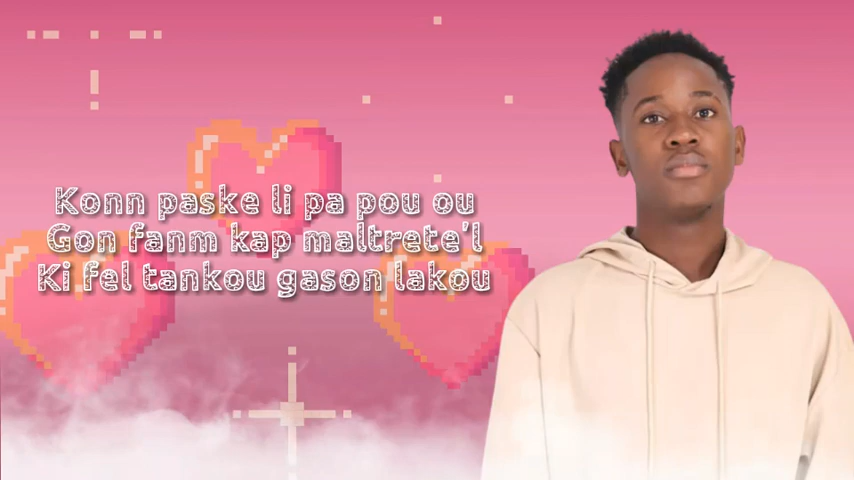 Konn paske li pa pou ou
Gon fanm kap maltrete'l
Ki fel tankou gason lakou